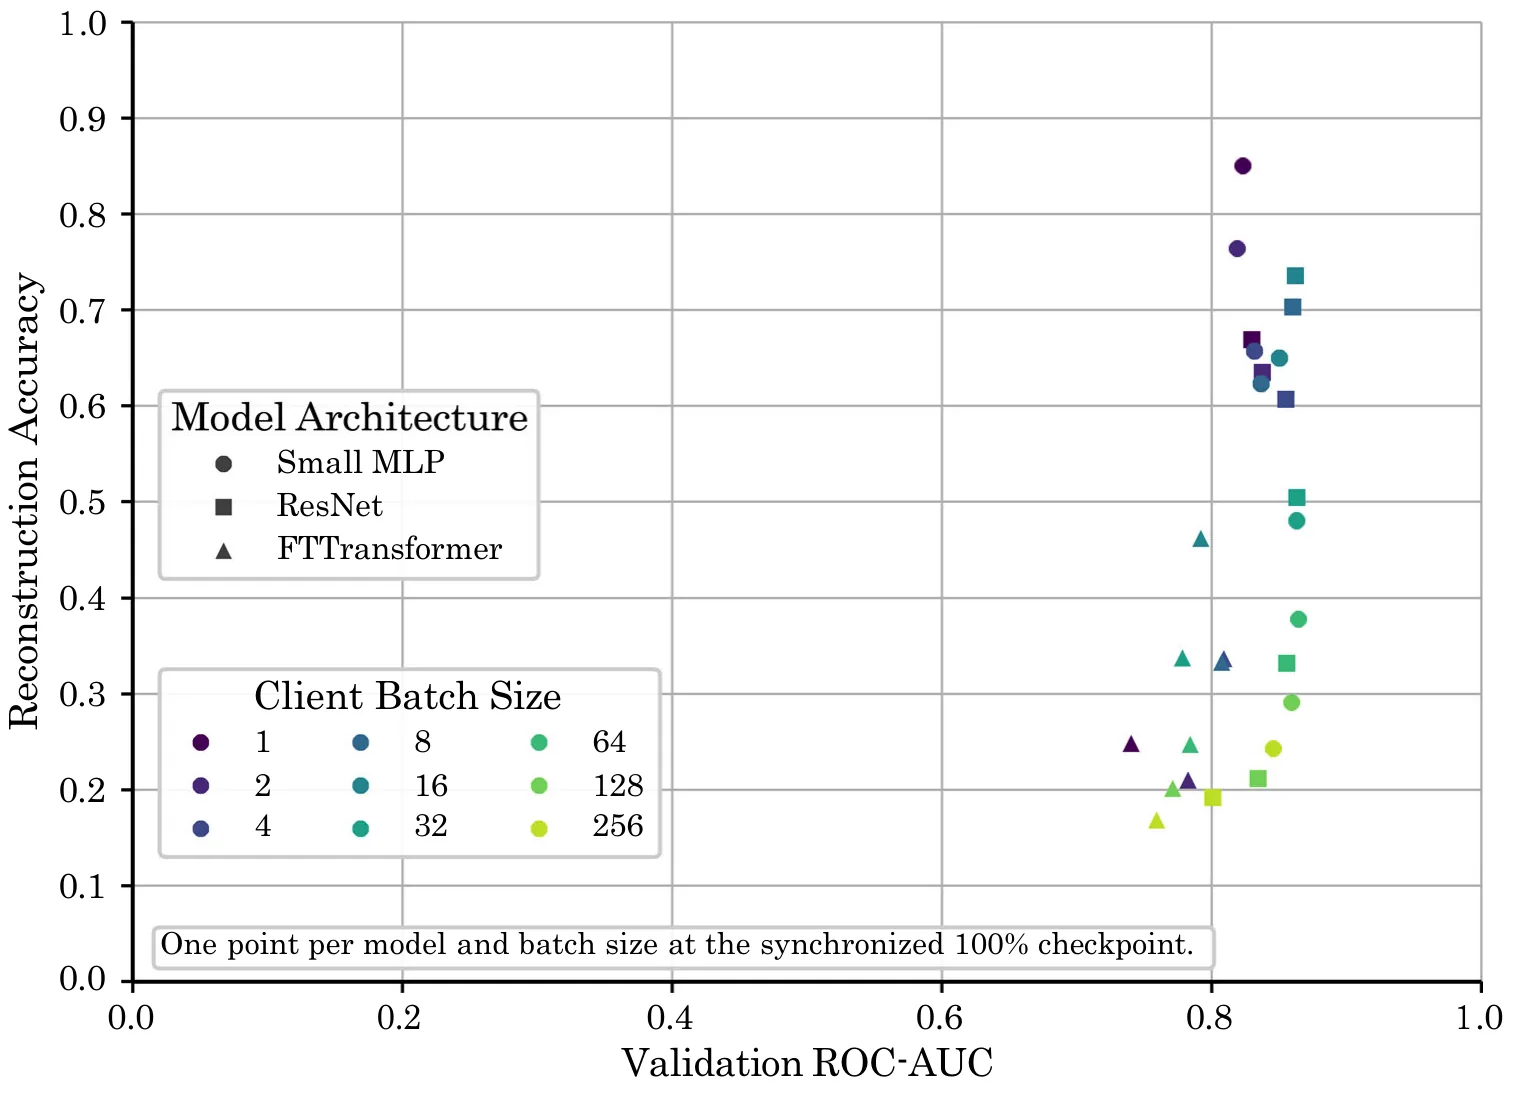 1.0
0.9
0.8
0.7
0.6
0.5
0.4
0.3
0.2
0.1
0.0
Reconstruction Accuracy
Model Architecture
Small MLP
ResNet
FTTransformer
Client Batch Size
1 8 64
2 16 128
4 32 256
One point per model and batch size at the synchronized 100% checkpoint.
0.0 0.2 0.4 0.6 0.8 1.0
Validation ROC-AUC